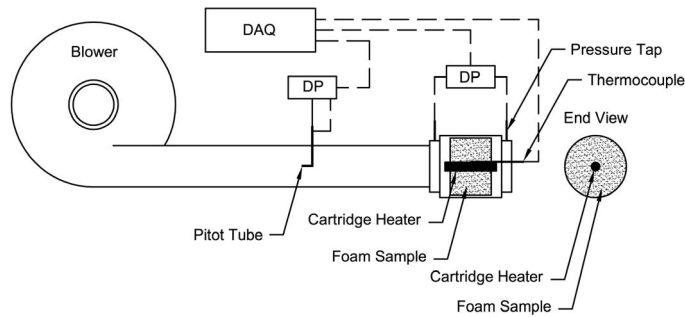 DAQ
Blower
DP
DP
Pressure Tap
Thermocouple
End View
Cartridge Heater
Pitot Tube
Foam Sample
Cartridge Heater
Foam Sample